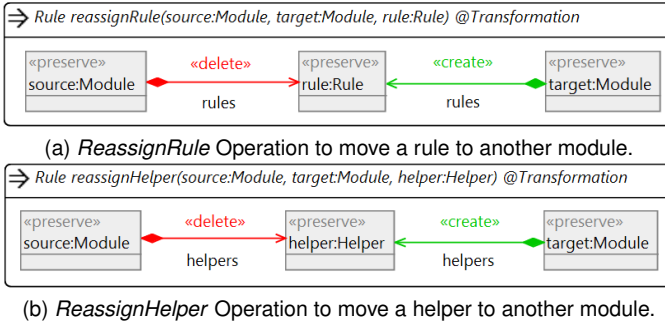 Rule reassignRule(source:Module, target:Module, rule:Rule) @Transformation
«preserve» «delete» «preserve» «create» «preserve»
source:Module rule:Rule target:Module
rules rules
(a) ReassignRule Operation to move a rule to another module.
Rule reassignHelper(source:Module, target:Module, helper:Helper) @Transformation
«preserve» «delete» «preserve» «create» «preserve»
source:Module helper:Helper target:Module
helpers helpers
(b) ReassignHelper Operation to move a helper to another module.